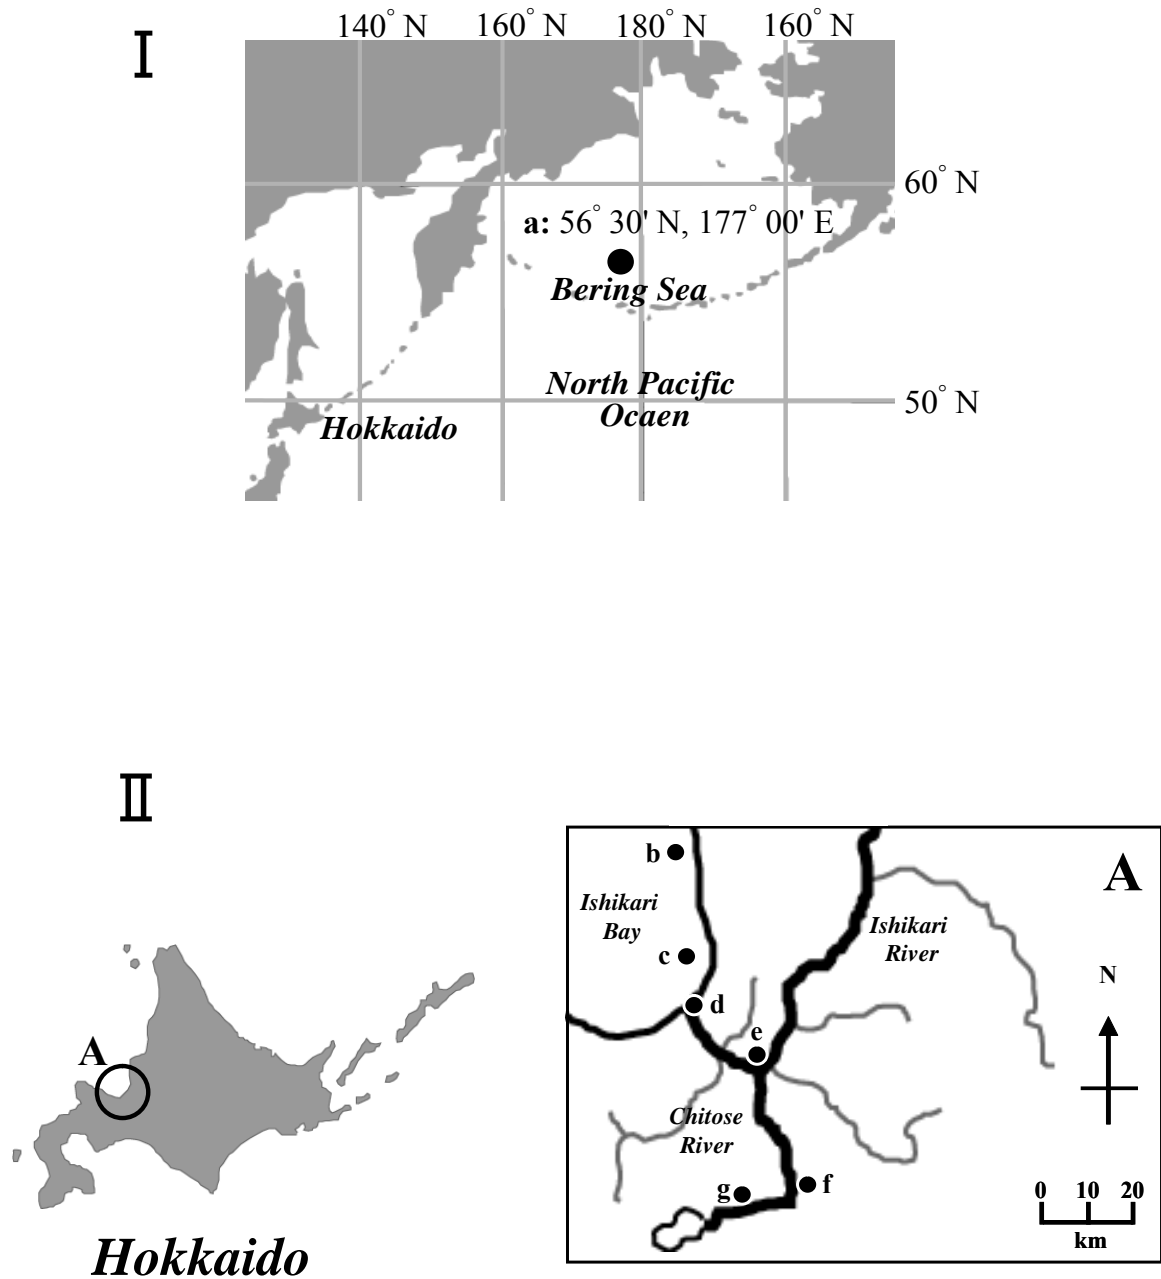 I
140° N 160° N 180° N 160° N
60° N
a: 56° 30' N, 177° 00' E
Bering Sea
North Pacific
Ocaen
50° N
Hokkaido
II
A
b
Ishikari
Bay
Ishikari
River
c
N
d
e
A
Chitose
River
g
f
0 10 20
km
Hokkaido